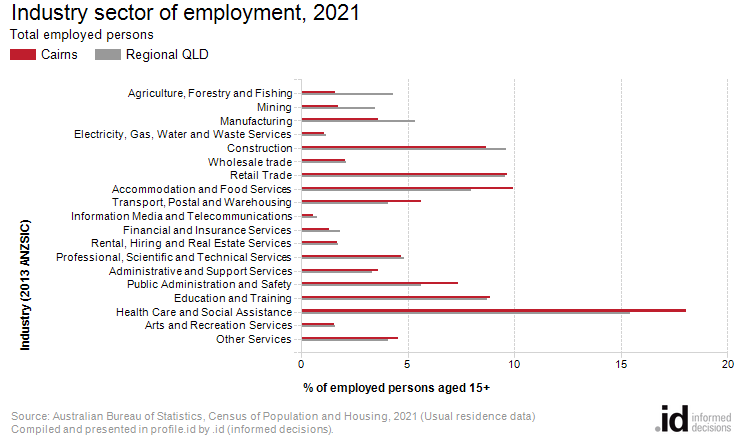 Industry sector of employment, 2021
Total employed persons
Cairns
Regional QLD
Agriculture, Forestry and Fishing
Mining
Manufacturing
Electricity, Gas, Water and Waste Services
Construction
Wholesale trade
Retail Trade
Accommodation and Food Services
Transport, Postal and Warehousing
Information Media and Telecommunications
Financial and Insurance Services
Rental, Hiring and Real Estate Services
Professional, Scientific and Technical Services
Administrative and Support Services
Public Administration and Safety
Education and Training
Health Care and Social Assistance
Arts and Recreation Services
Other Services
Industry (2013 ANZSIC)
0 5 10 15 20
% of employed persons aged 15+
Source: Australian Bureau of Statistics, Census of Population and Housing, 2021 (Usual residence data)
Compiled and presented in profile.id by .id (informed decisions).
.id informed
decisions